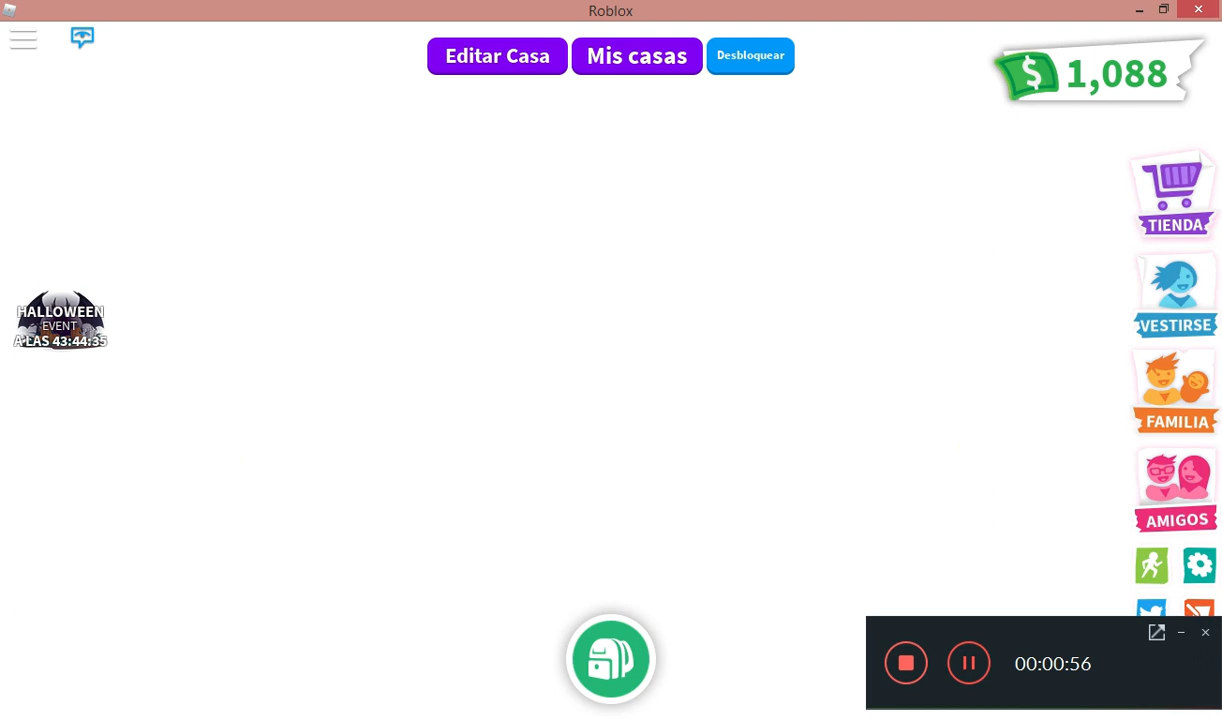 Roblox
Editar Casa
Mis casas
Desbloquear
$ 1,088
TIENDA
HALLOWEEN
EVENT
A LAS 43:44:35
VESTIRSE
FAMILIA
AMIGOS
00:00:56